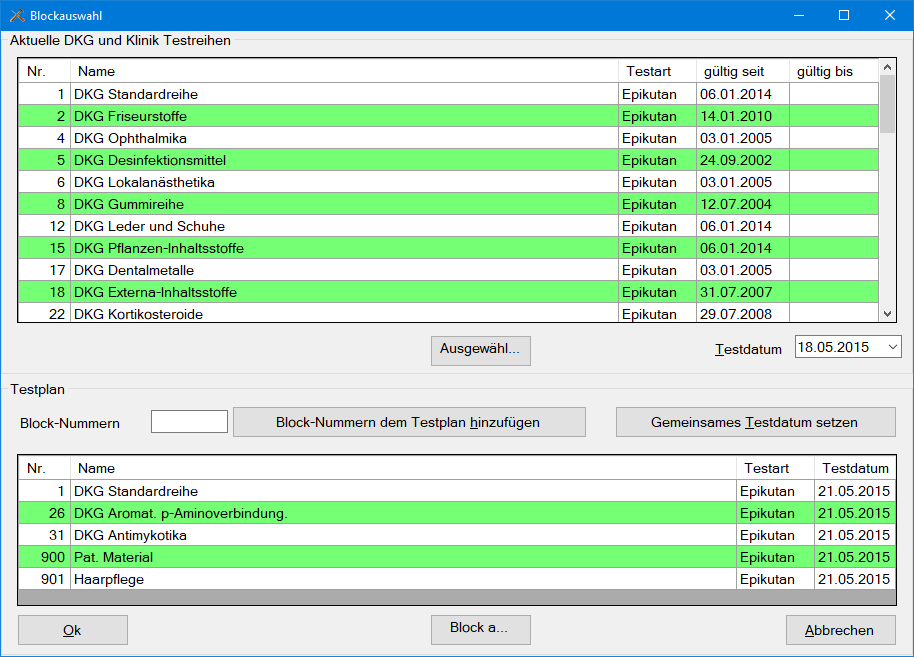 Blockauswahl
Aktuelle DKG und Klinik Testreihen
Nr. Name Testart gültig seit gültig bis
1 DKG Standardreihe Epikutan 06.01.2014
2 DKG Friseurstoffe Epikutan 14.01.2010
4 DKG Ophthalmika Epikutan 03.01.2005
5 DKG Desinfektionsmittel Epikutan 24.09.2002
6 DKG Lokalanästhetika Epikutan 03.01.2005
8 DKG Gummireihe Epikutan 12.07.2004
12 DKG Leder und Schuhe Epikutan 06.01.2014
15 DKG Pflanzen-Inhaltsstoffe Epikutan 06.01.2014
17 DKG Dentalmetalle Epikutan 03.01.2005
18 DKG Externa-Inhaltsstoffe Epikutan 31.07.2007
22 DKG Kortikosteroide Epikutan 29.07.2008
Ausgewähl... Testdatum 18.05.2015
Testplan
Block-Nummern Block-Nummern dem Testplan hinzufügen Gemeinsames Testdatum setzen
Nr. Name Testart Testdatum
1 DKG Standardreihe Epikutan 21.05.2015
26 DKG Aromat. p-Aminoverbindung. Epikutan 21.05.2015
31 DKG Antimykotika Epikutan 21.05.2015
900 Pat. Material Epikutan 21.05.2015
901 Haarpflege Epikutan 21.05.2015
Ok Block a... Abbrechen